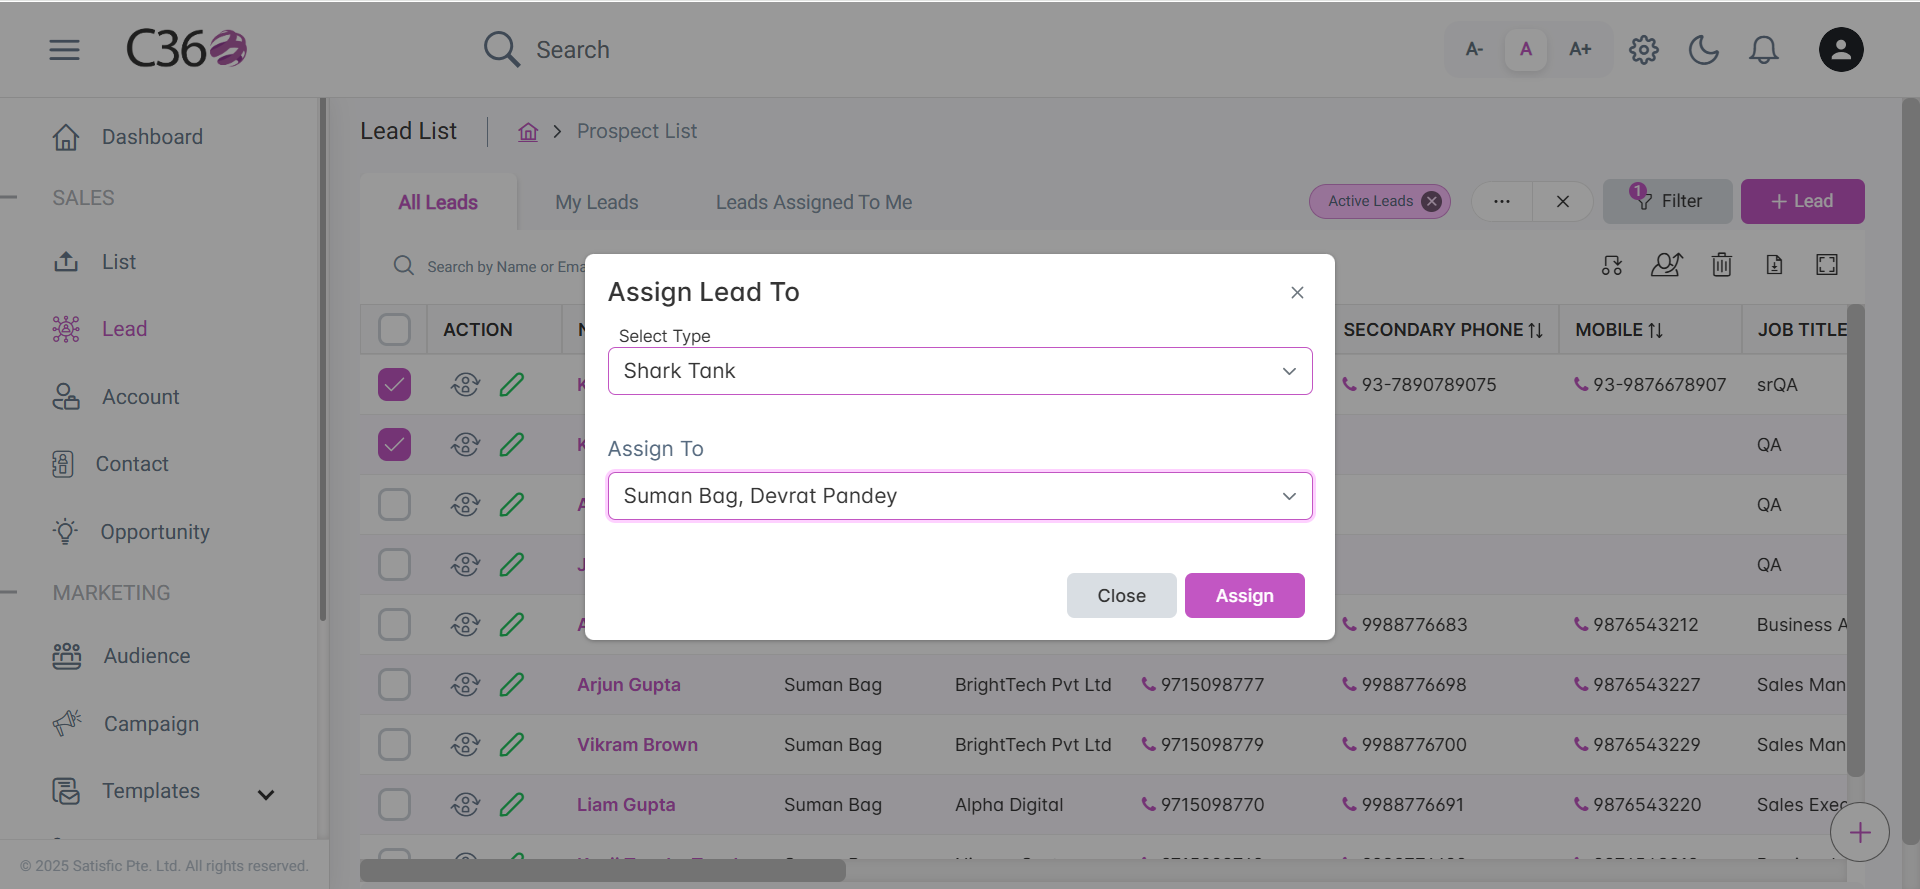 C360
Search
A- A A+
Dashboard
SALES
List
Lead
Account
Contact
Opportunity
MARKETING
Audience
Campaign
Templates
© 2025 Satisfic Pte. Ltd. All rights reserved.
Lead List > Prospect List
All Leads My Leads Leads Assigned To Me
Active Leads ... 1 Filter + Lead
Search by Name or Ema
ACTION SECONDARY PHONE MOBILE JOB TITLE
Assign Lead To
Select Type
Shark Tank
Assign To
Suman Bag, Devrat Pandey
Close Assign
K 93-7890789075 93-9876678907 srQA
K QA
A QA
J QA
A 9988776683 9876543212 Business A
Arjun Gupta Suman Bag BrightTech Pvt Ltd 9715098777 9988776698 9876543227 Sales Man
Vikram Brown Suman Bag BrightTech Pvt Ltd 9715098779 9988776700 9876543229 Sales Man
Liam Gupta Suman Bag Alpha Digital 9715098770 9988776691 9876543220 Sales Exec